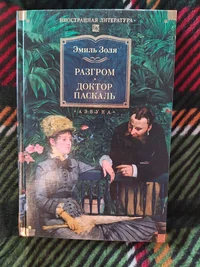 ИНОСТРАННАЯ ЛИТЕРАТУРА
Эмиль Золя
РАЗГРОМ
ДОКТОР
ПАСКАЛЬ
АЗБУКА